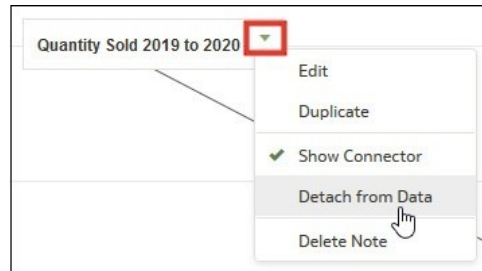 Quantity Sold 2019 to 2020
Edit
Duplicate
Show Connector
Detach from Data
Delete Note